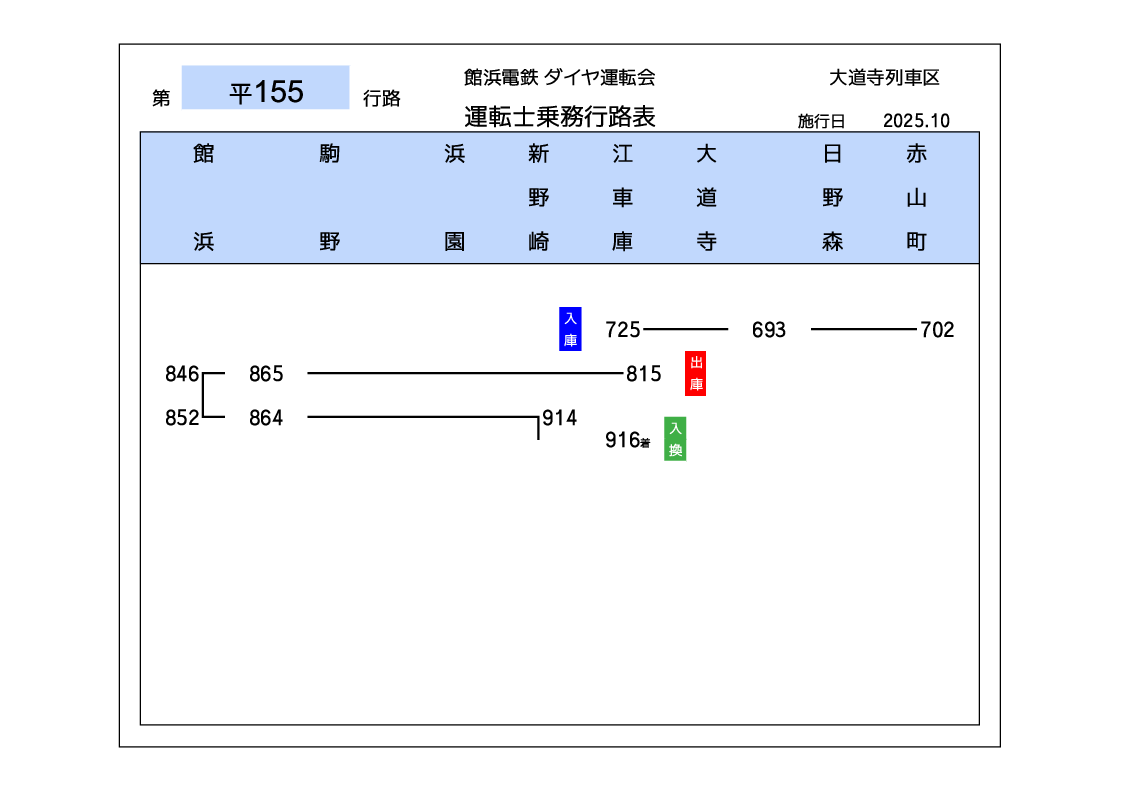 館浜電鉄 ダイヤ運転会
大道寺列車区
第 平155 行路
運転士乗務行路表
施行日 2025.10
館浜 駒野 浜園 新野崎 江車庫 大道寺 日野森 赤山町
入庫 725 693 702
846 865 815 出庫
852 864 914
916着 入換